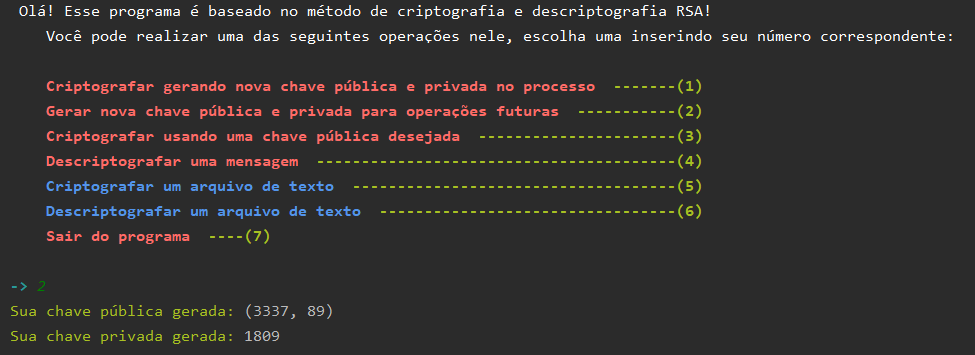 Olá! Esse programa é baseado no método de criptografia e descriptografia RSA!
Você pode realizar uma das seguintes operações nele, escolha uma inserindo seu número correspondente:
Criptografar gerando nova chave pública e privada no processo -------(1)
Gerar nova chave pública e privada para operações futuras -----------(2)
Criptografar usando uma chave pública desejada ----------------------(3)
Descriptografar uma mensagem ----------------------------------------(4)
Criptografar um arquivo de texto ------------------------------------(5)
Descriptografar um arquivo de texto ---------------------------------(6)
Sair do programa ----(7)
-> 2
Sua chave pública gerada: (3337, 89)
Sua chave privada gerada: 1809